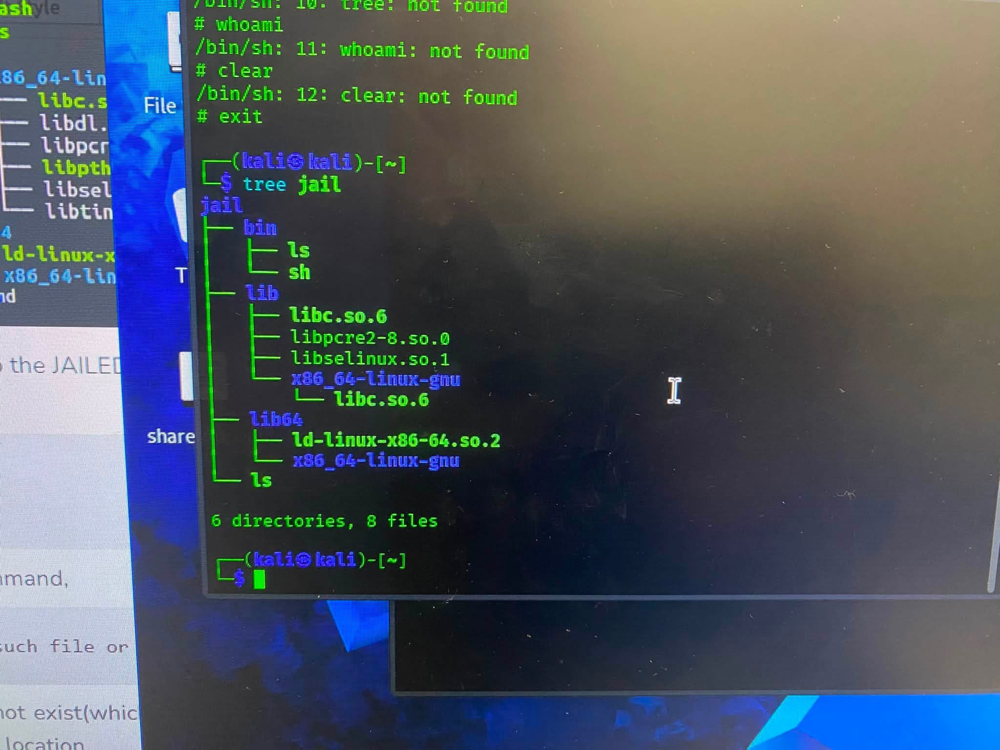 ashyle
s
86_64-lin
libc.s
libdl.
libpcr
libpth
libsel
libtin
4
ld-linux-x
x86_64-lin
nd
the JAILED
mmand,
such file or
not exist(whic
location
File
T
share
/bin/sh: 10: tree: not found
# whoami
/bin/sh: 11: whoami: not found
# clear
/bin/sh: 12: clear: not found
# exit
┌──(kali㉿kali)-[~]
└─$ tree jail
jail
├── bin
│   ├── ls
│   └── sh
├── lib
│   ├── libc.so.6
│   ├── libpcre2-8.so.0
│   ├── libselinux.so.1
│   └── x86_64-linux-gnu
│       └── libc.so.6
├── lib64
│   ├── ld-linux-x86-64.so.2
│   └── x86_64-linux-gnu
└── ls
6 directories, 8 files
┌──(kali㉿kali)-[~]
└─$